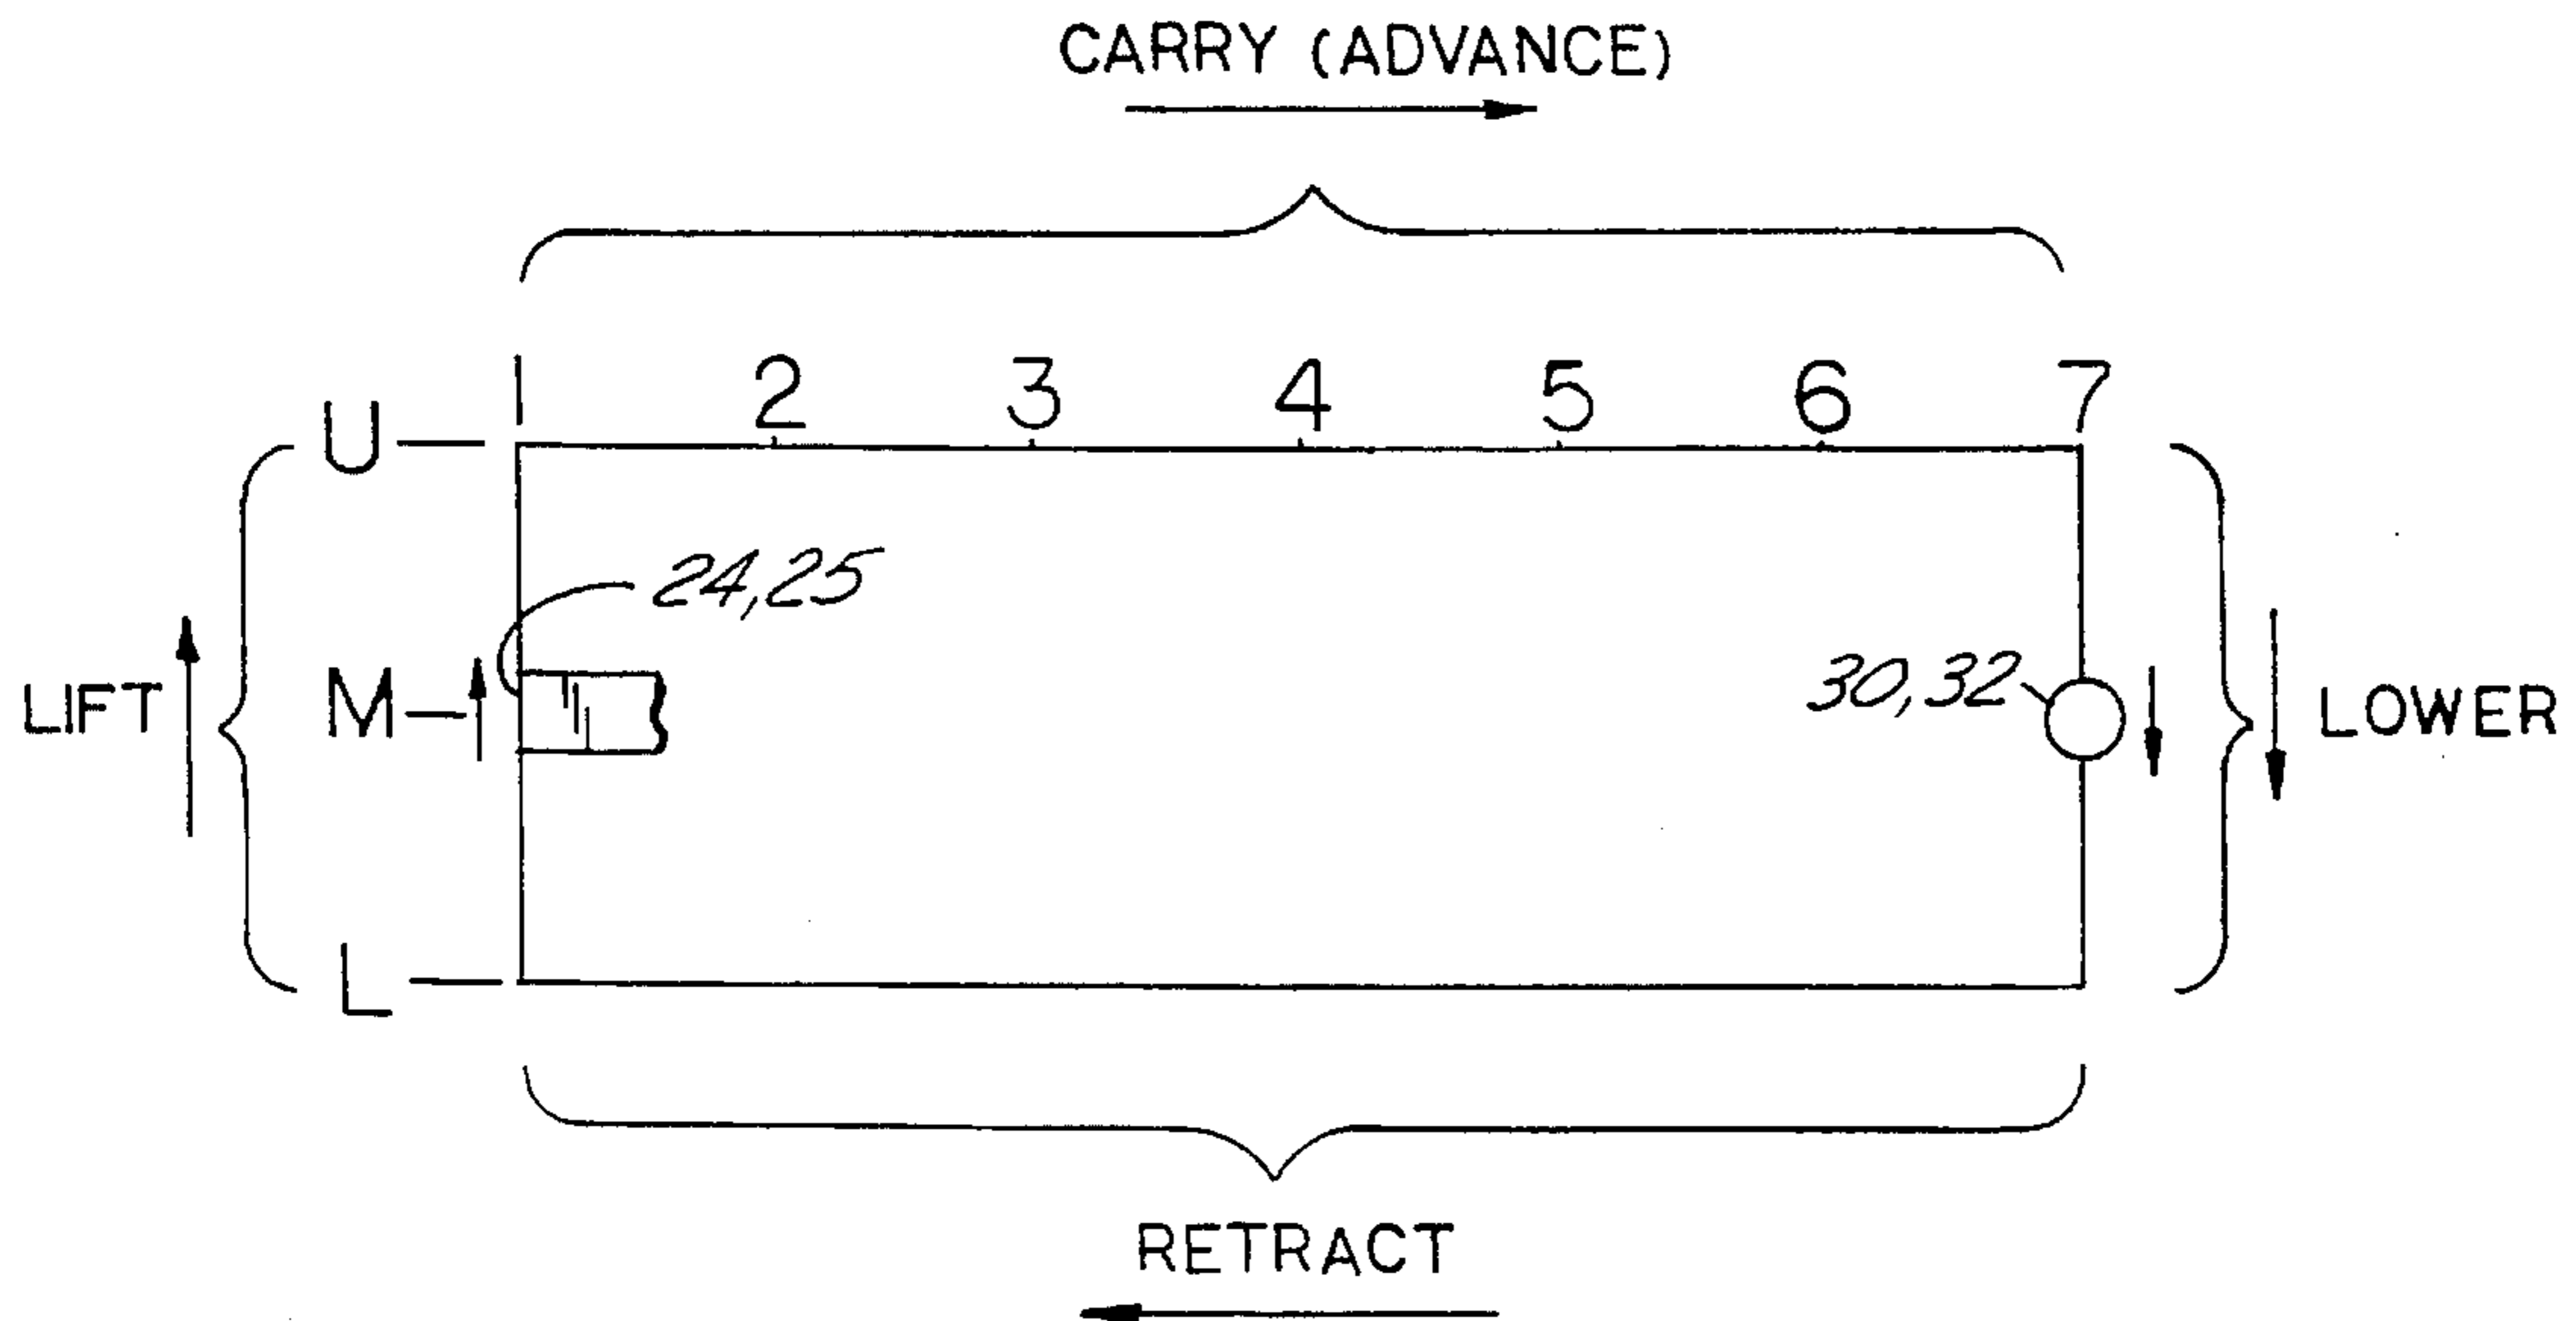 CARRY (ADVANCE)
1 2 3 4 5 6 7
U
24,25
LIFT M 30,32 LOWER
L
RETRACT